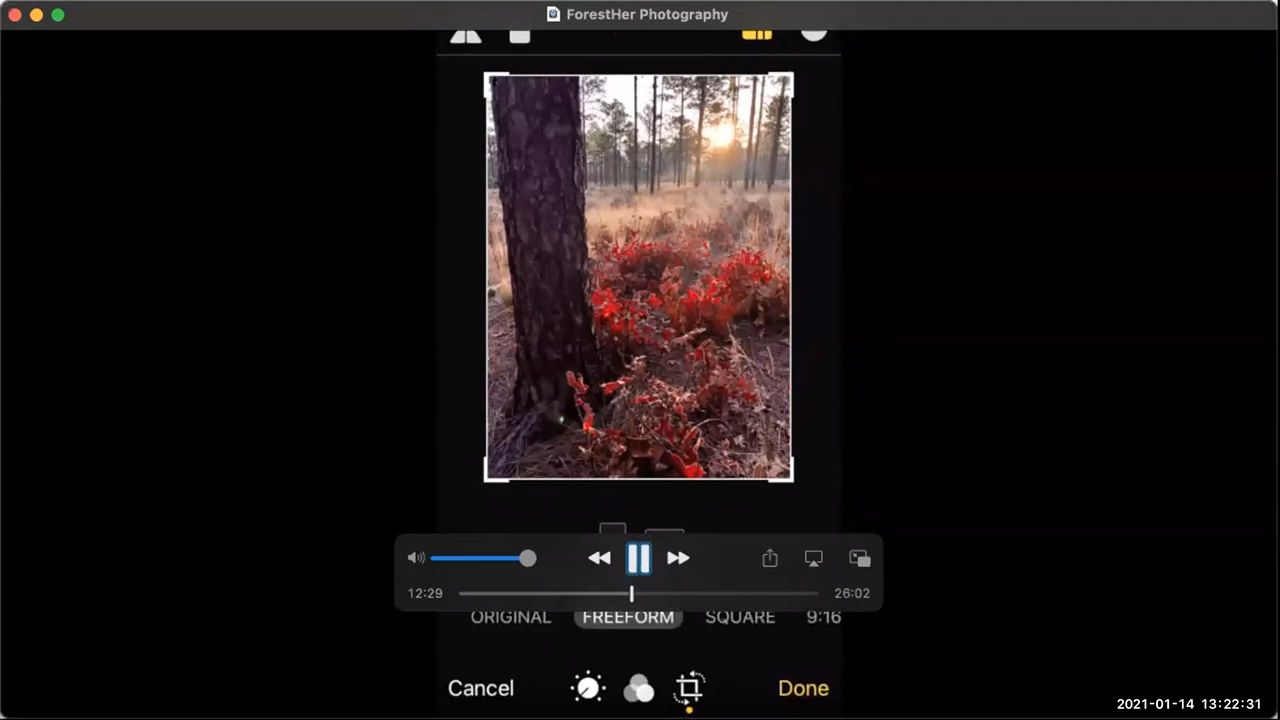 ForestHer Photography
12:29
26:02
ORIGINAL FREEFORM SQUARE 9:16
Cancel Done
2021-01-14 13:22:31